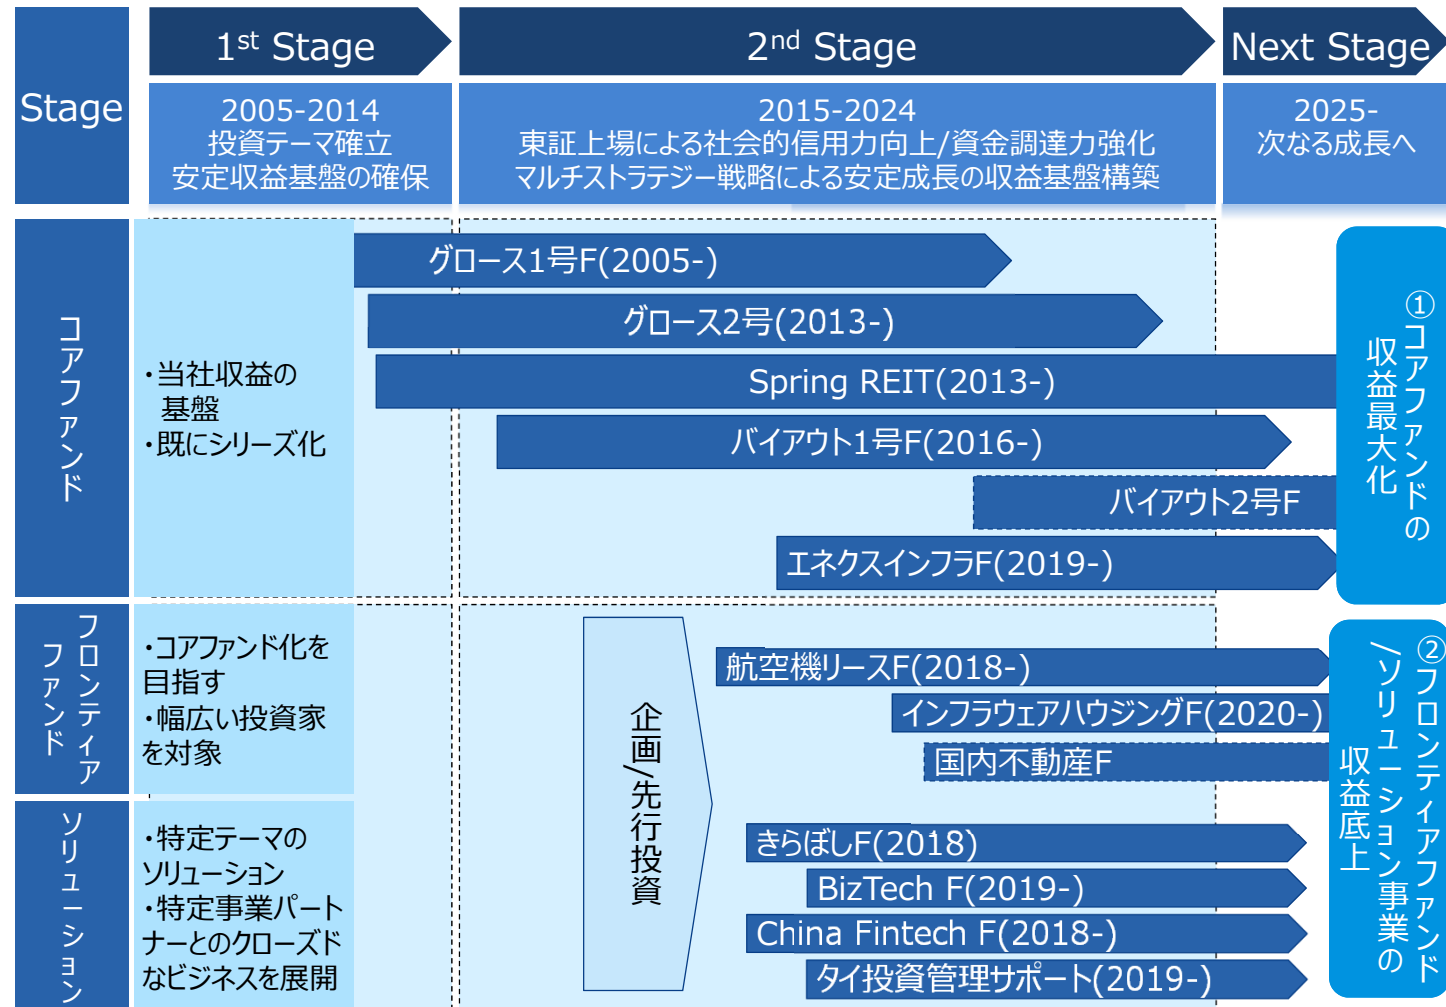 Stage
1st Stage
2nd Stage
Next Stage
2005-2014
投資テーマ確立
安定収益基盤の確保
2015-2024
東証上場による社会的信用力向上/資金調達力強化
マルチストラテジー戦略による安定成長の収益基盤構築
2025-
次なる成長へ
コアファンド
・当社収益の
基盤
・既にシリーズ化
グロース1号F(2005-)
グロース2号(2013-)
Spring REIT(2013-)
バイアウト1号F(2016-)
バイアウト2号F
エネクスインフラF(2019-)
①コアファンドの
収益最大化
フロンティア
ファンド
・コアファンド化を
目指す
・幅広い投資家
を対象
企画/先行投資
航空機リースF(2018-)
インフラウェアハウジングF(2020-)
国内不動産F
②フロンティアファンド
/ソリューション事業の
収益底上
ソリューション
・特定テーマの
ソリューション
・特定事業パート
ナーとのクローズド
なビジネスを展開
きらぼしF(2018)
BizTech F(2019-)
China Fintech F(2018-)
タイ投資管理サポート(2019-)